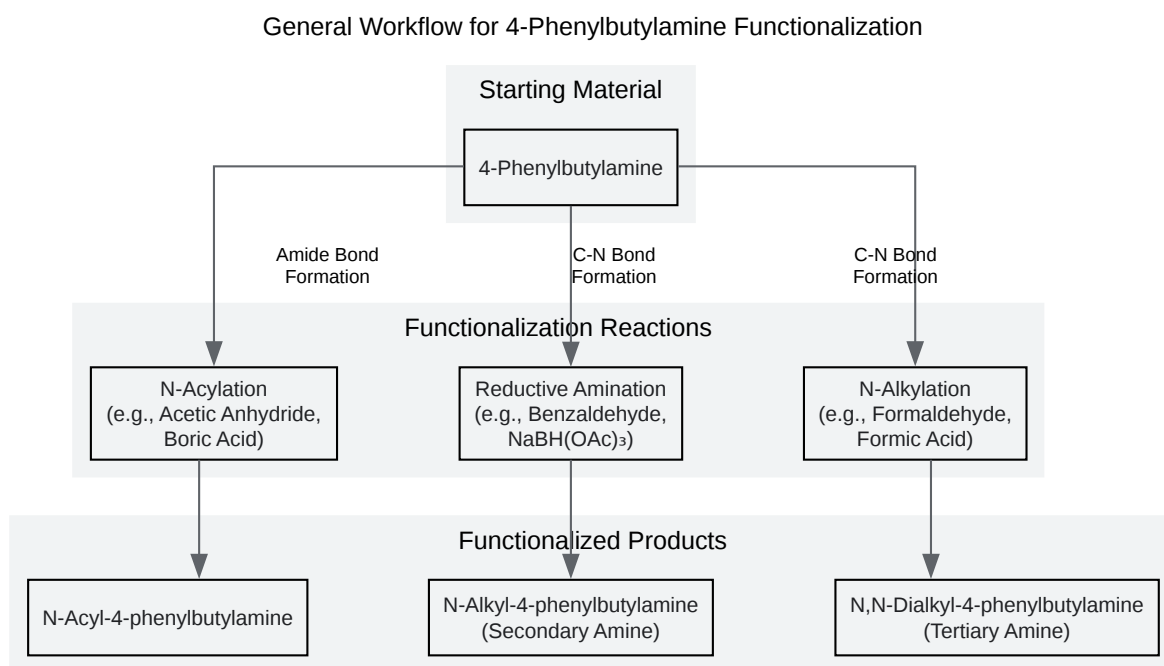 General Workflow for 4-Phenylbutylamine Functionalization
Starting Material
4-Phenylbutylamine
Amide Bond
Formation
C-N Bond
Formation
C-N Bond
Formation
Functionalization Reactions
N-Acylation
(e.g., Acetic Anhydride,
Boric Acid)
Reductive Amination
(e.g., Benzaldehyde,
NaBH(OAc)₃)
N-Alkylation
(e.g., Formaldehyde,
Formic Acid)
Functionalized Products
N-Acyl-4-phenylbutylamine
N-Alkyl-4-phenylbutylamine
(Secondary Amine)
N,N-Dialkyl-4-phenylbutylamine
(Tertiary Amine)